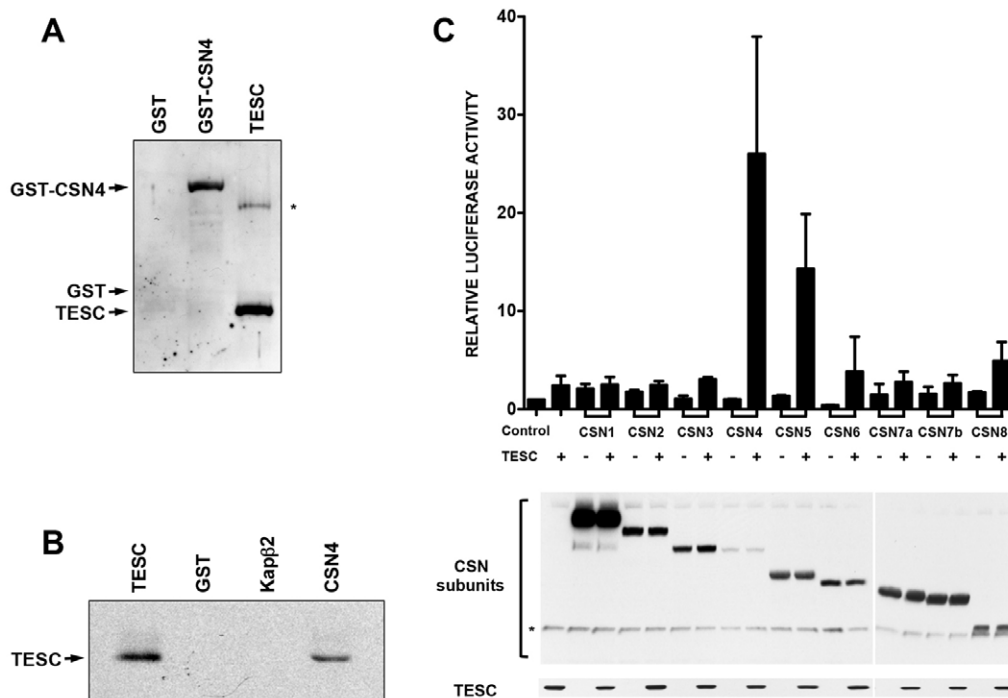 A
GST
GST-CSN4
TESC
GST-CSN4
*
GST
TESC
B
TESC
GST
Kapβ2
CSN4
TESC
C
RELATIVE LUCIFERASE ACTIVITY
40
30
20
10
0
Control CSN1 CSN2 CSN3 CSN4 CSN5 CSN6 CSN7a CSN7b CSN8
TESC + - + - + - + - + - + - + - + - + - +
CSN
subunits
*
TESC